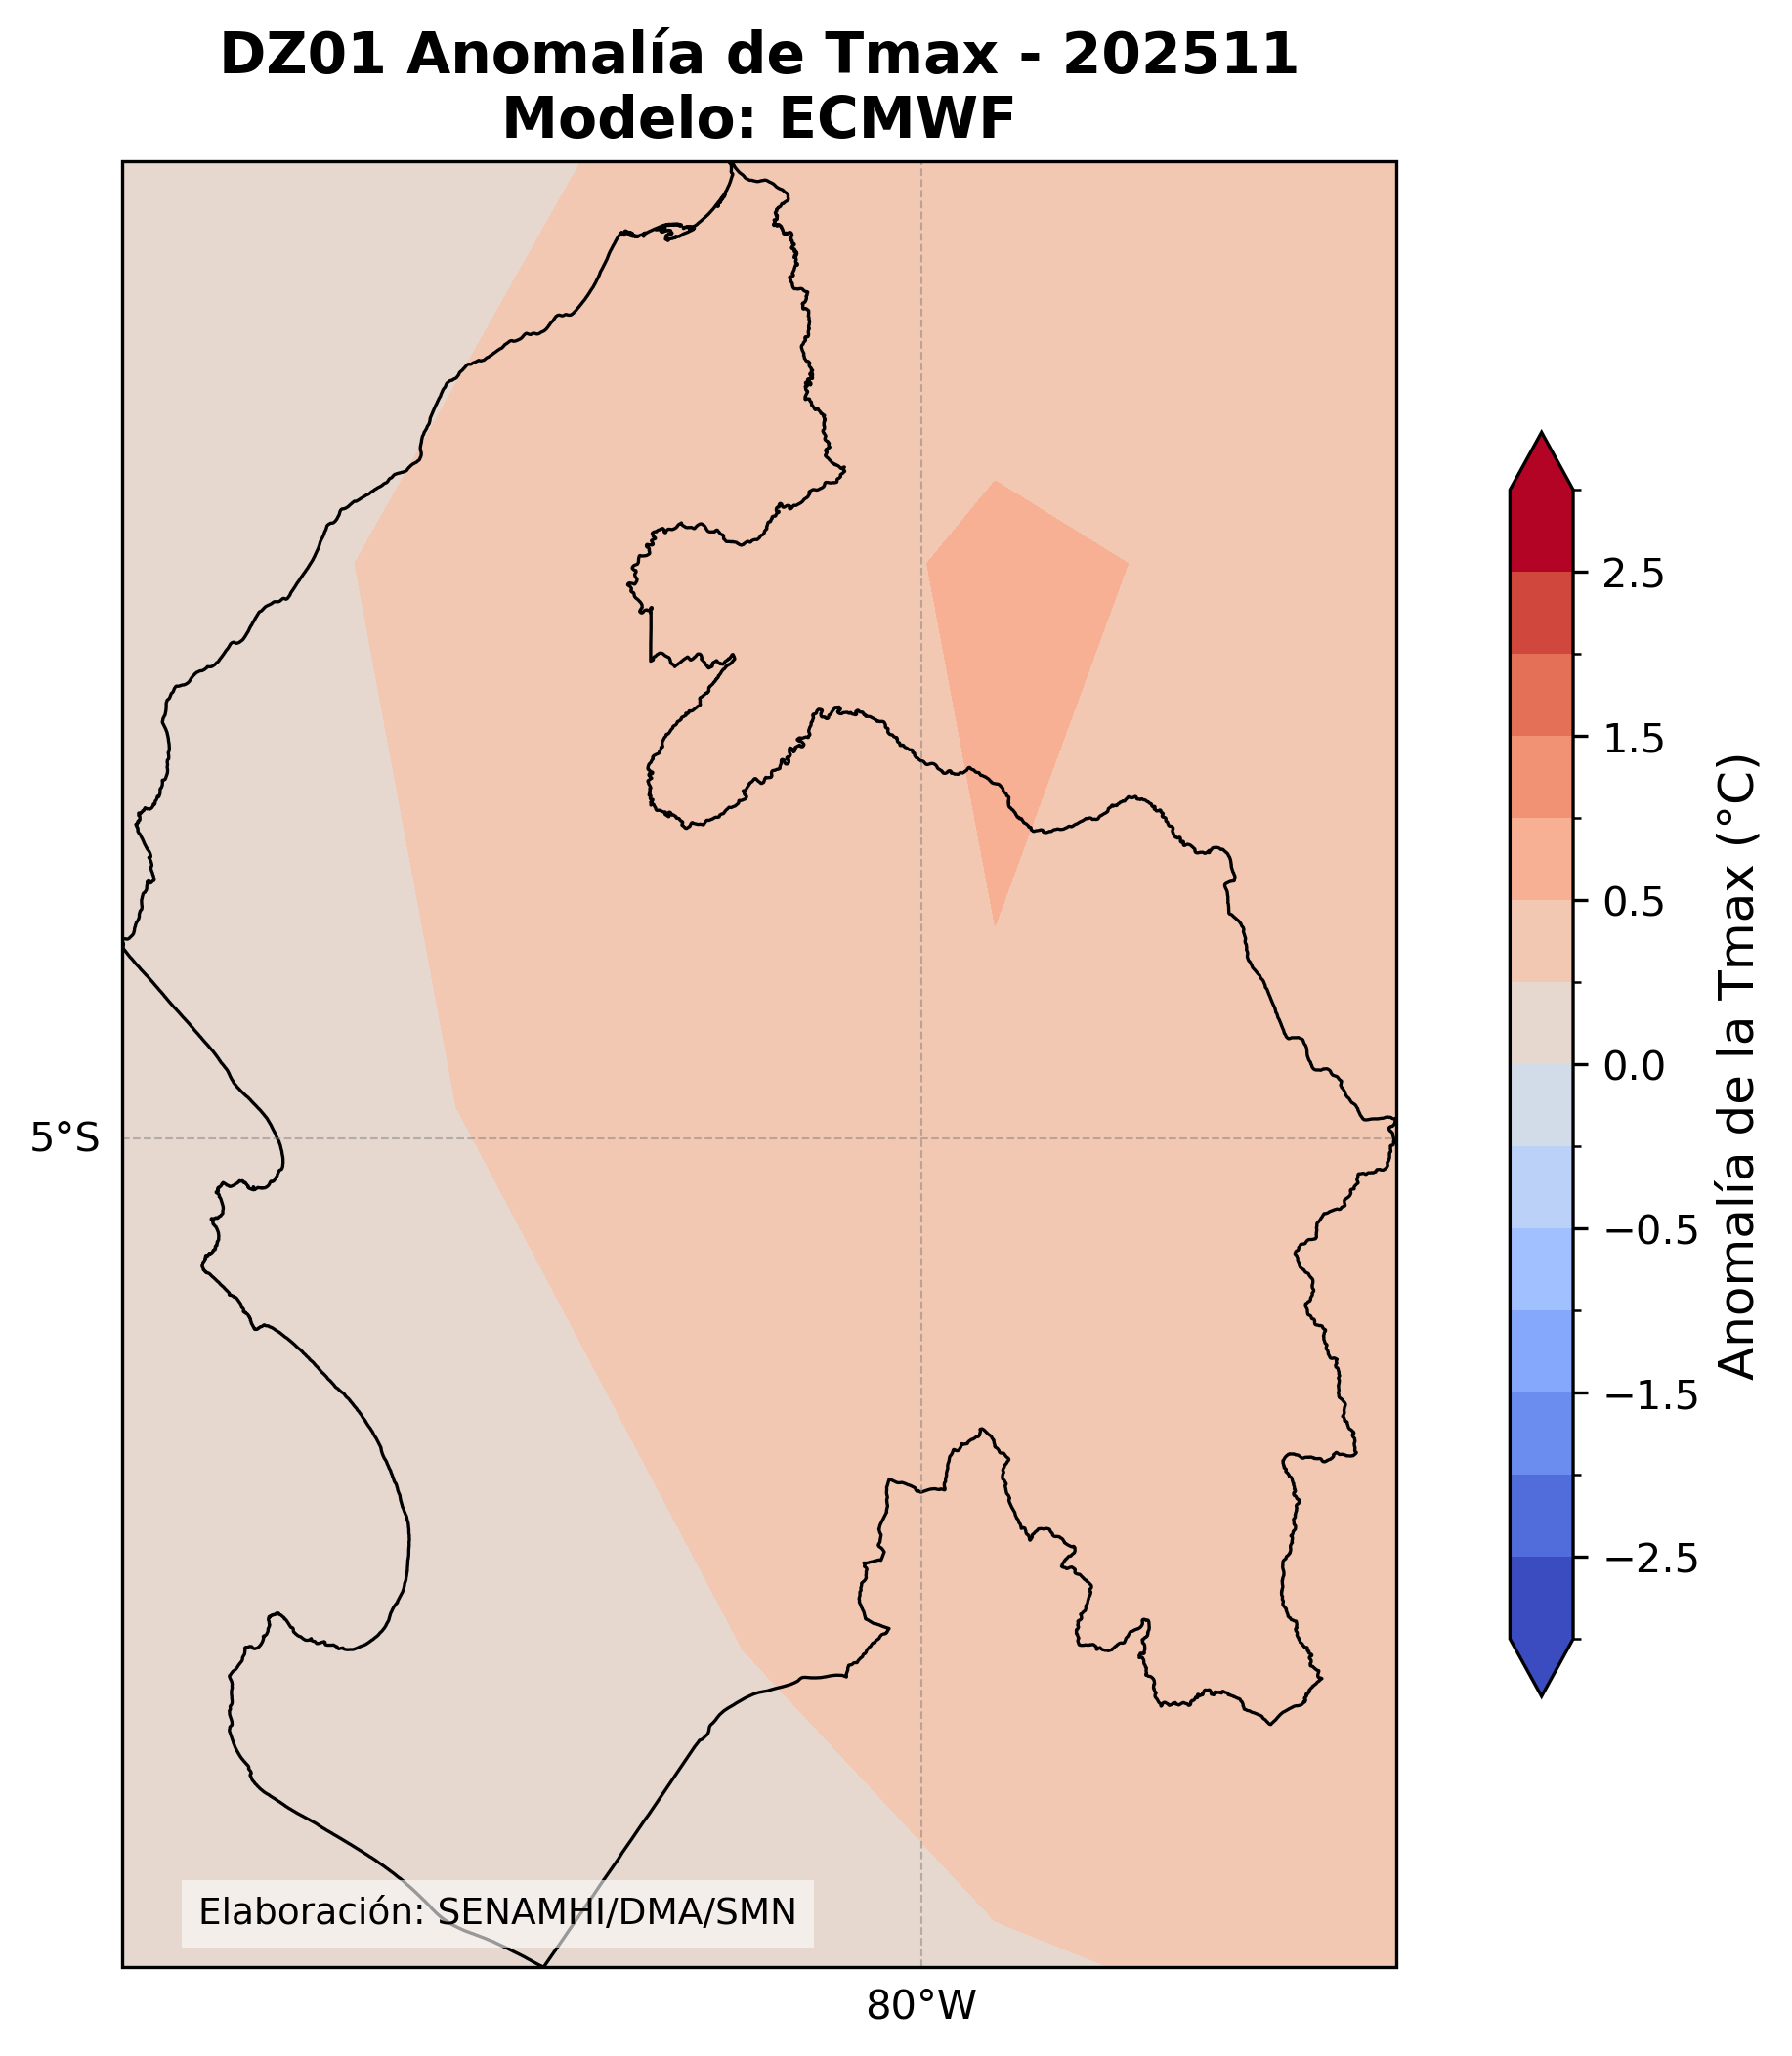 DZ01 Anomalía de Tmax - 202511
Modelo: ECMWF
5°S
80°W
Elaboración: SENAMHI/DMA/SMN
2.5
1.5
0.5
0.0
−0.5
−1.5
−2.5
Anomalía de la Tmax (°C)